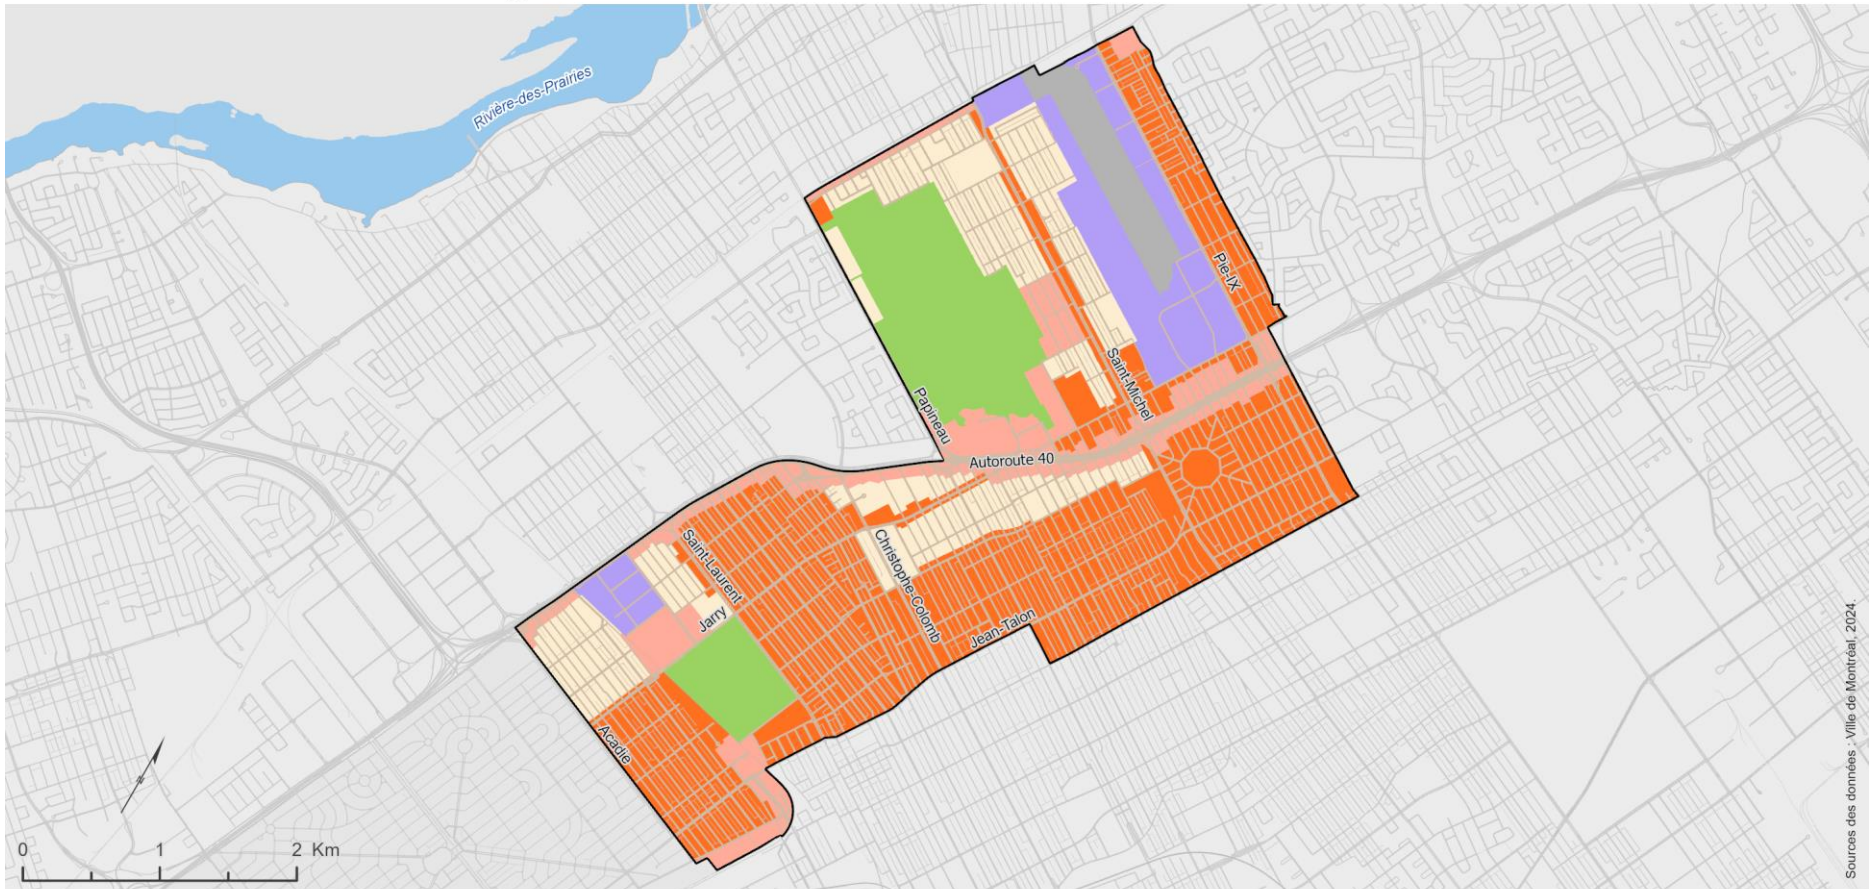 Rivière-des-Prairies
Pie-IX
Saint-Michel
Papineau
Autoroute 40
Saint-Laurent
Christophe-Colomb
Jarry
Jean-Talon
Acadie
N
0 1 2 Km
Sources des données : Ville de Montréal, 2024.